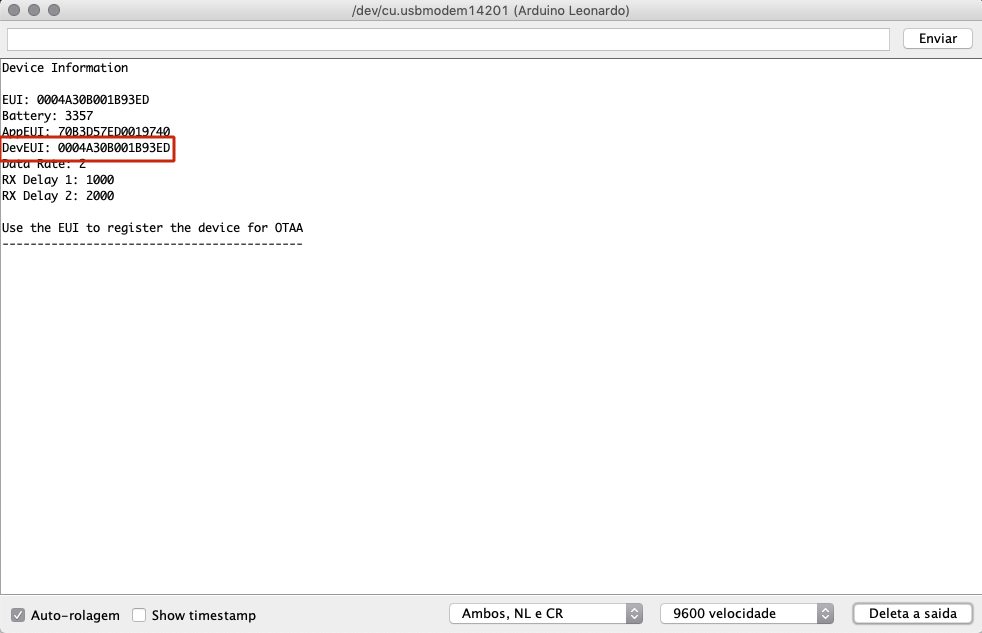 /dev/cu.usbmodem14201 (Arduino Leonardo)
Enviar
Device Information
EUI: 0004A30B001B93ED
Battery: 3357
AppEUI: 70B3D57ED0019740
DevEUI: 0004A30B001B93ED
Data Rate: 2
RX Delay 1: 1000
RX Delay 2: 2000
Use the EUI to register the device for OTAA
-------------------------------------------
Auto-rolagem Show timestamp Ambos, NL e CR 9600 velocidade Deleta a saida